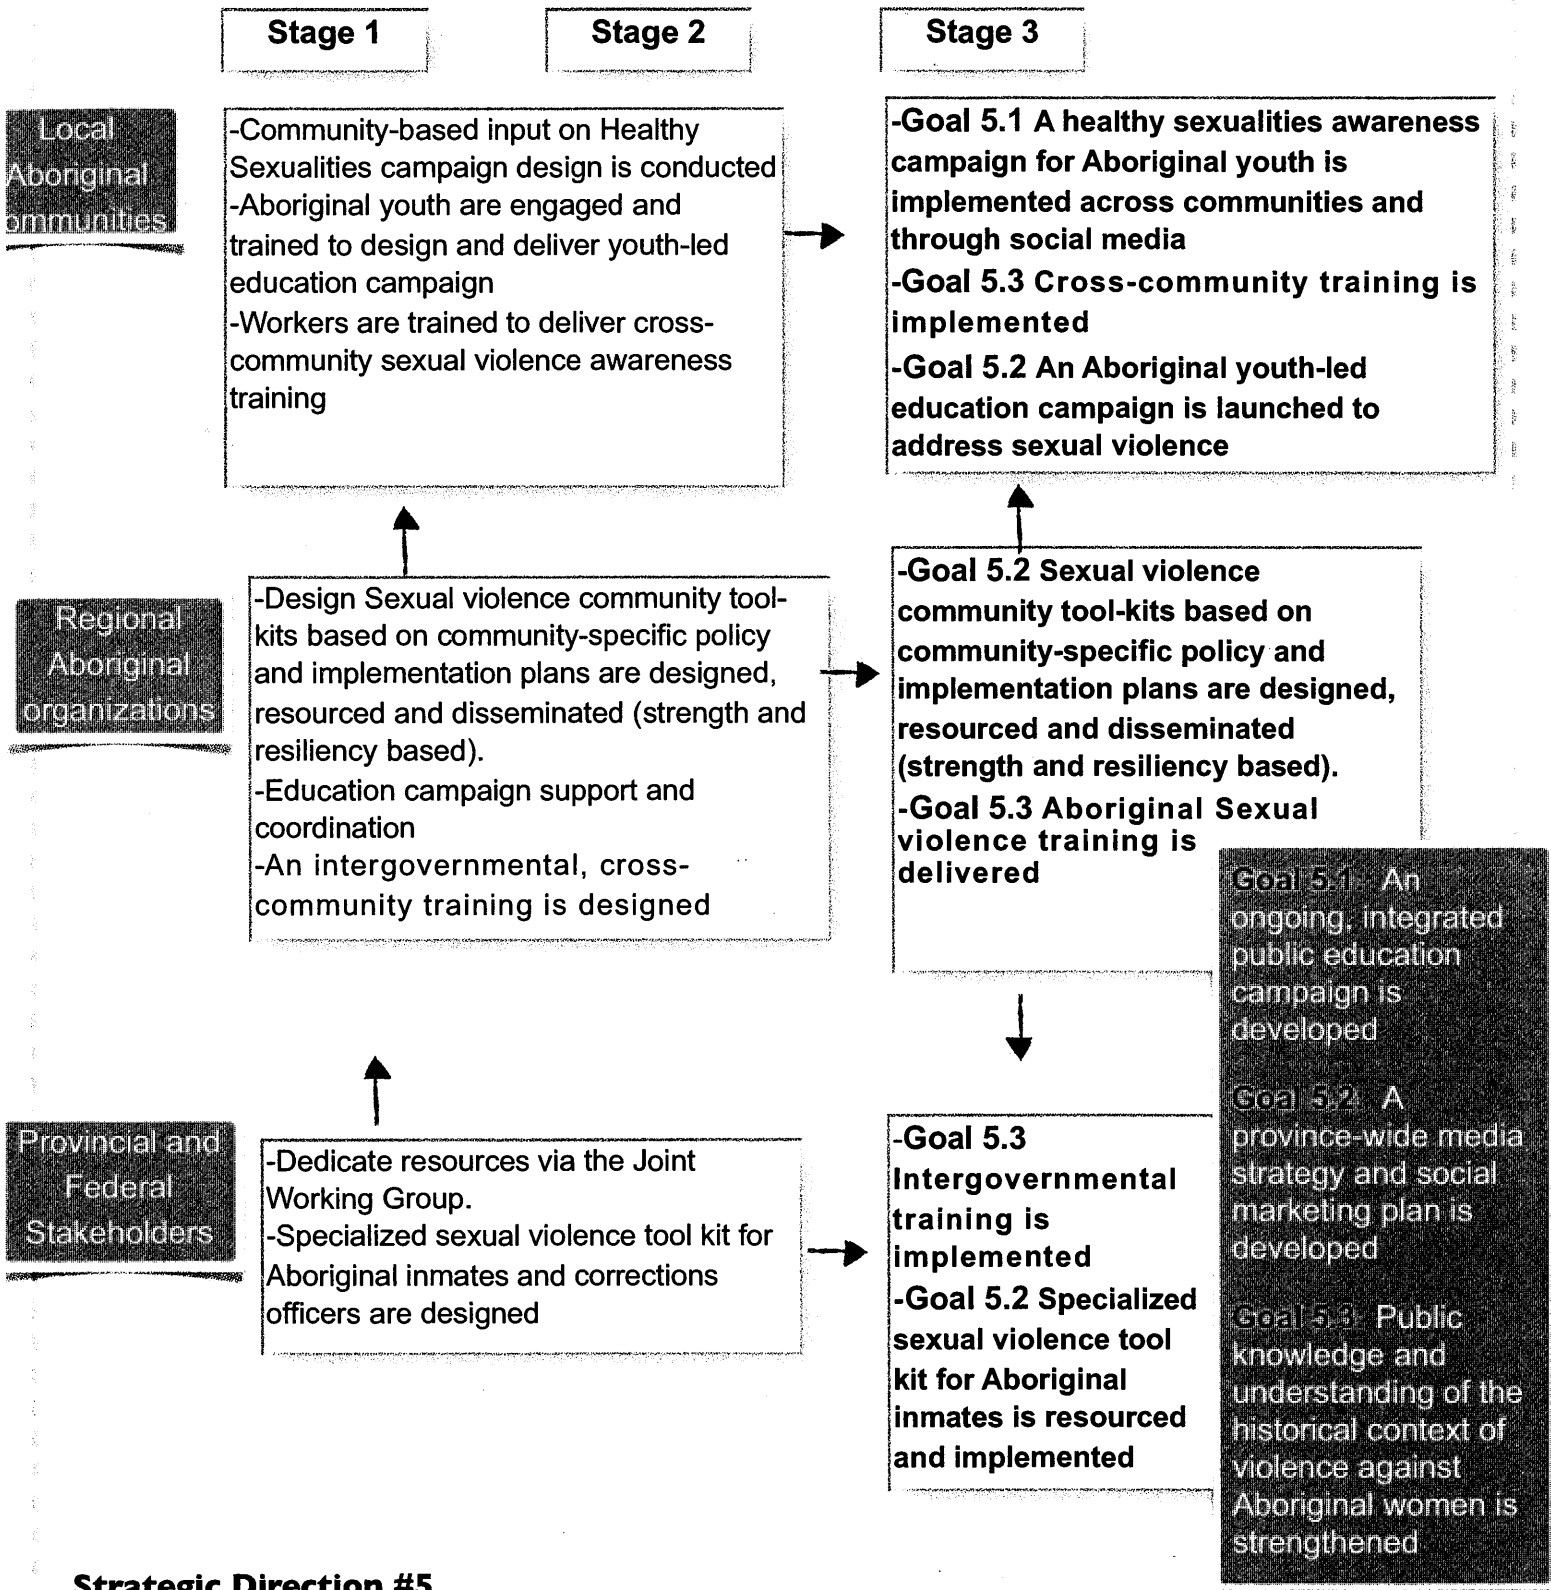 Stage 1
Stage 2
Stage 3
Local
Aboriginal
ommunities
-Community-based input on Healthy
Sexualities campaign design is conducted
-Aboriginal youth are engaged and
trained to design and deliver youth-led
education campaign
-Workers are trained to deliver cross-
community sexual violence awareness
training
-Goal 5.1 A healthy sexualities awareness
campaign for Aboriginal youth is
implemented across communities and
through social media
-Goal 5.3 Cross-community training is
implemented
-Goal 5.2 An Aboriginal youth-led
education campaign is launched to
address sexual violence
Regional
Aboriginal
organizations
-Design Sexual violence community tool-
kits based on community-specific policy
and implementation plans are designed,
resourced and disseminated (strength and
resiliency based).
-Education campaign support and
coordination
-An intergovernmental, cross-
community training is designed
-Goal 5.2 Sexual violence
community tool-kits based on
community-specific policy and
implementation plans are designed,
resourced and disseminated
(strength and resiliency based).
-Goal 5.3 Aboriginal Sexual
violence training is
delivered
Provincial and
Federal
Stakeholders
-Dedicate resources via the Joint
Working Group.
-Specialized sexual violence tool kit for
Aboriginal inmates and corrections
officers are designed
-Goal 5.3
Intergovernmental
training is
implemented
-Goal 5.2 Specialized
sexual violence tool
kit for Aboriginal
inmates is resourced
and implemented
Goal 5.1 An
ongoing, integrated
public education
campaign is
developed
Goal 5.2 A
province-wide media
strategy and social
marketing plan is
developed
Goal 5.3 Public
knowledge and
understanding of the
historical context of
violence against
Aboriginal women is
strengthened
Strategic Direction #5